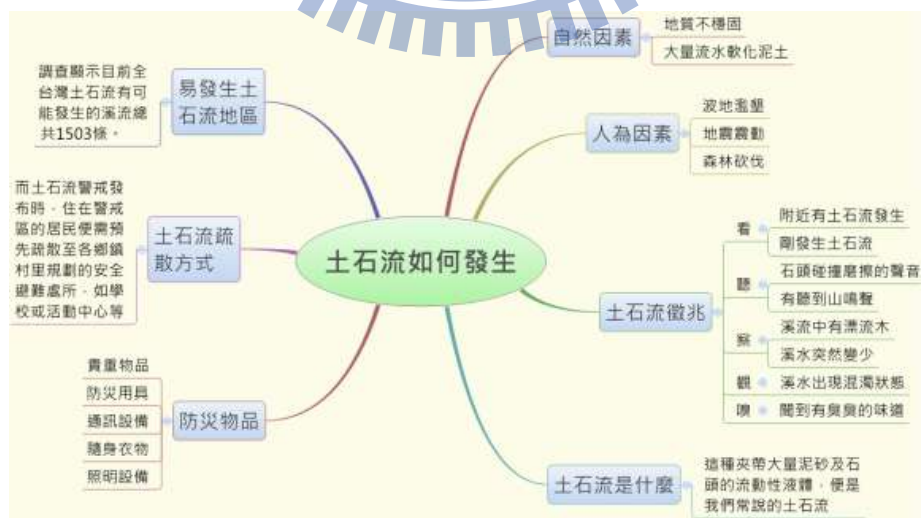 土石流如何發生
自然因素
地質不穩固
大量流水軟化泥土
人為因素
波地濫墾
地震震動
森林砍伐
土石流徵兆
看
附近有土石流發生
剛發生土石流
聽
石頭碰撞磨擦的聲音
有聽到山鳴聲
察
溪流中有漂流木
溪水突然變少
觀
溪水出現混濁狀態
嗅
聞到有臭臭的味道
土石流是什麼
這種夾帶大量泥砂及石
頭的流動性液體，便是
我們常說的土石流
易發生土
石流地區
調查顯示目前全
台灣土石流有可
能發生的溪流總
共1503條。
土石流疏
散方式
而土石流警戒發
布時，住在警戒
區的居民便需預
先疏散至各鄉鎮
村里規劃的安全
避難處所，如學
校或活動中心等
防災物品
貴重物品
防災用具
通訊設備
隨身衣物
照明設備